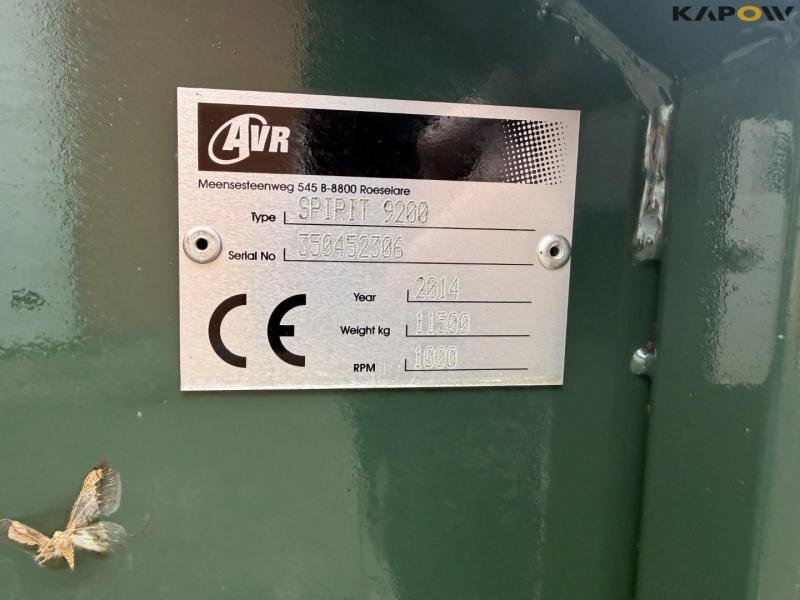 KAPOW
AVR
Meensesteenweg 545 B-8800 Roeselare
Type SPIRIT 9200
Serial No 350452306
CE
Year 2014
Weight kg 11500
RPM 1000